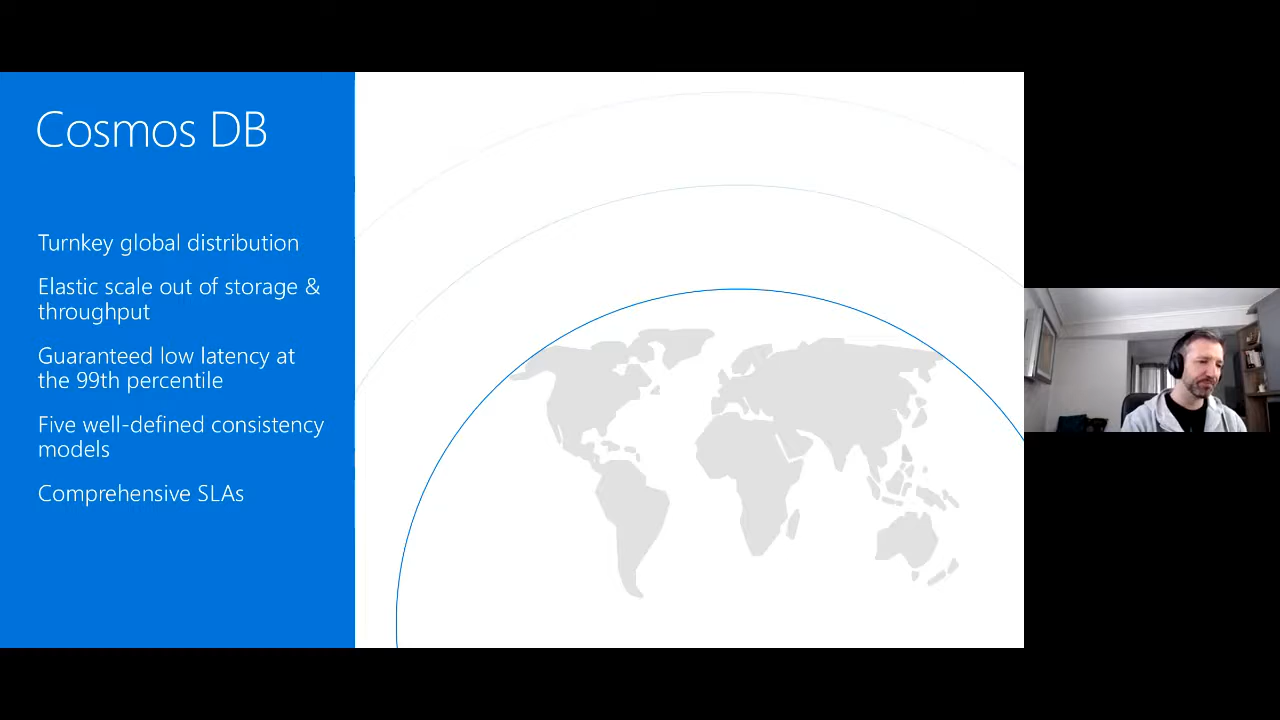 Cosmos DB
Turnkey global distribution
Elastic scale out of storage &
throughput
Guaranteed low latency at
the 99th percentile
Five well-defined consistency
models
Comprehensive SLAs